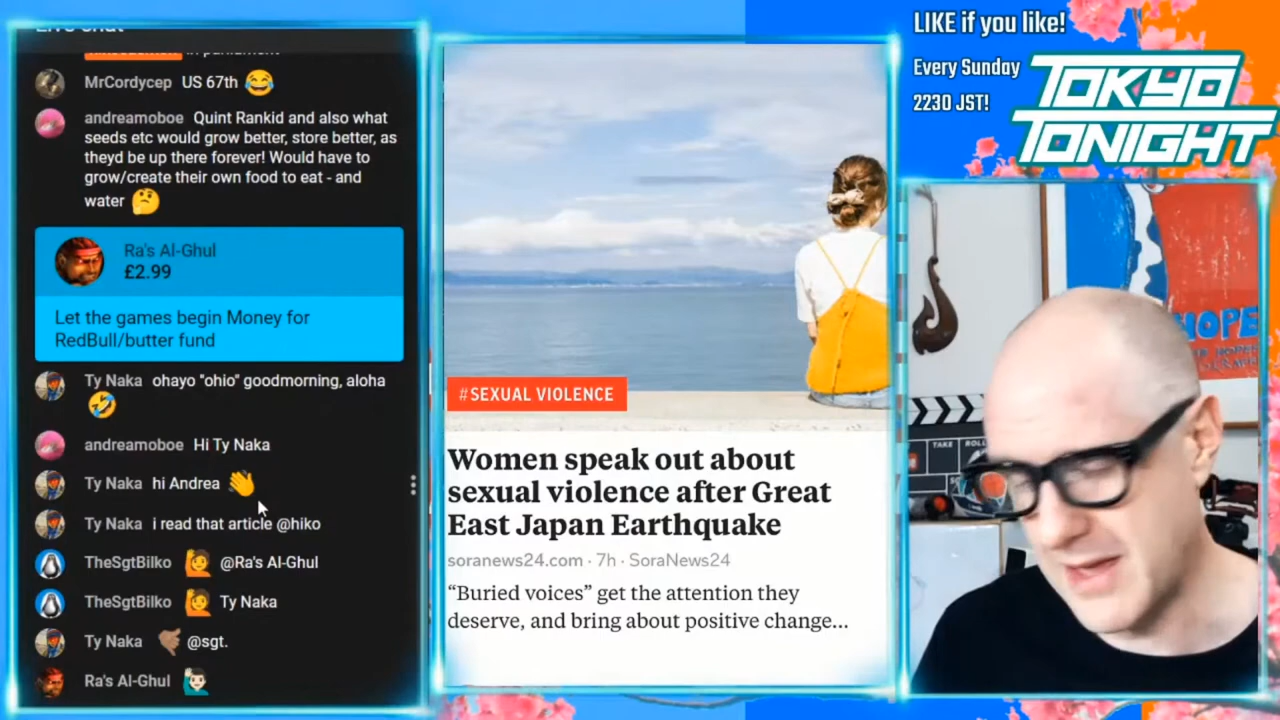 MrCordycep US 67th 😂
andreamoboe Quint Rankid and also what
seeds etc would grow better, store better, as
theyd be up there forever! Would have to
grow/create their own food to eat - and
water 🤔
Ra's Al-Ghul
£2.99
Let the games begin Money for
RedBull/butter fund
Ty Naka ohayo "ohio" goodmorning, aloha
🤣
andreamoboe Hi Ty Naka
Ty Naka hi Andrea 👋
Ty Naka i read that article @hiko
TheSgtBilko 🙋 @Ra's Al-Ghul
TheSgtBilko 🙋 Ty Naka
Ty Naka 🤙🏽 @sgt.
Ra's Al-Ghul 🙋🏻‍♂️
#SEXUAL VIOLENCE
Women speak out about
sexual violence after Great
East Japan Earthquake
soranews24.com · 7h · SoraNews24
“Buried voices” get the attention they
deserve, and bring about positive change...
LIKE if you like!
Every Sunday
2230 JST!
TOKYO
TONIGHT
HOPE
TAKE ROLL